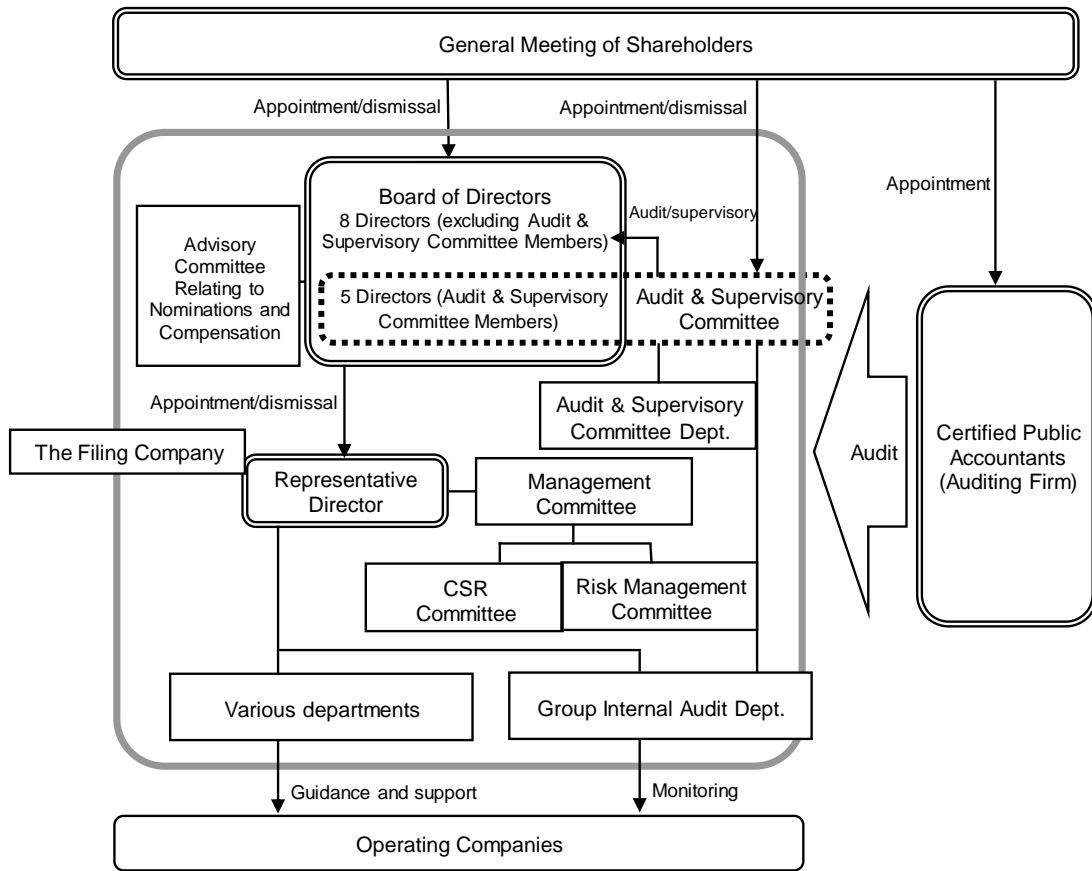 General Meeting of Shareholders
Appointment/dismissal
Appointment/dismissal
Appointment
Board of Directors
8 Directors (excluding Audit &
Supervisory Committee Members)
Audit/supervisory
Advisory
Committee
Relating to
Nominations and
Compensation
5 Directors (Audit & Supervisory
Committee Members)
Audit & Supervisory
Committee
Appointment/dismissal
Audit & Supervisory
Committee Dept.
The Filing Company
Representative
Director
Management
Committee
Audit
Certified Public
Accountants
(Auditing Firm)
CSR
Committee
Risk Management
Committee
Various departments
Group Internal Audit Dept.
Guidance and support
Monitoring
Operating Companies